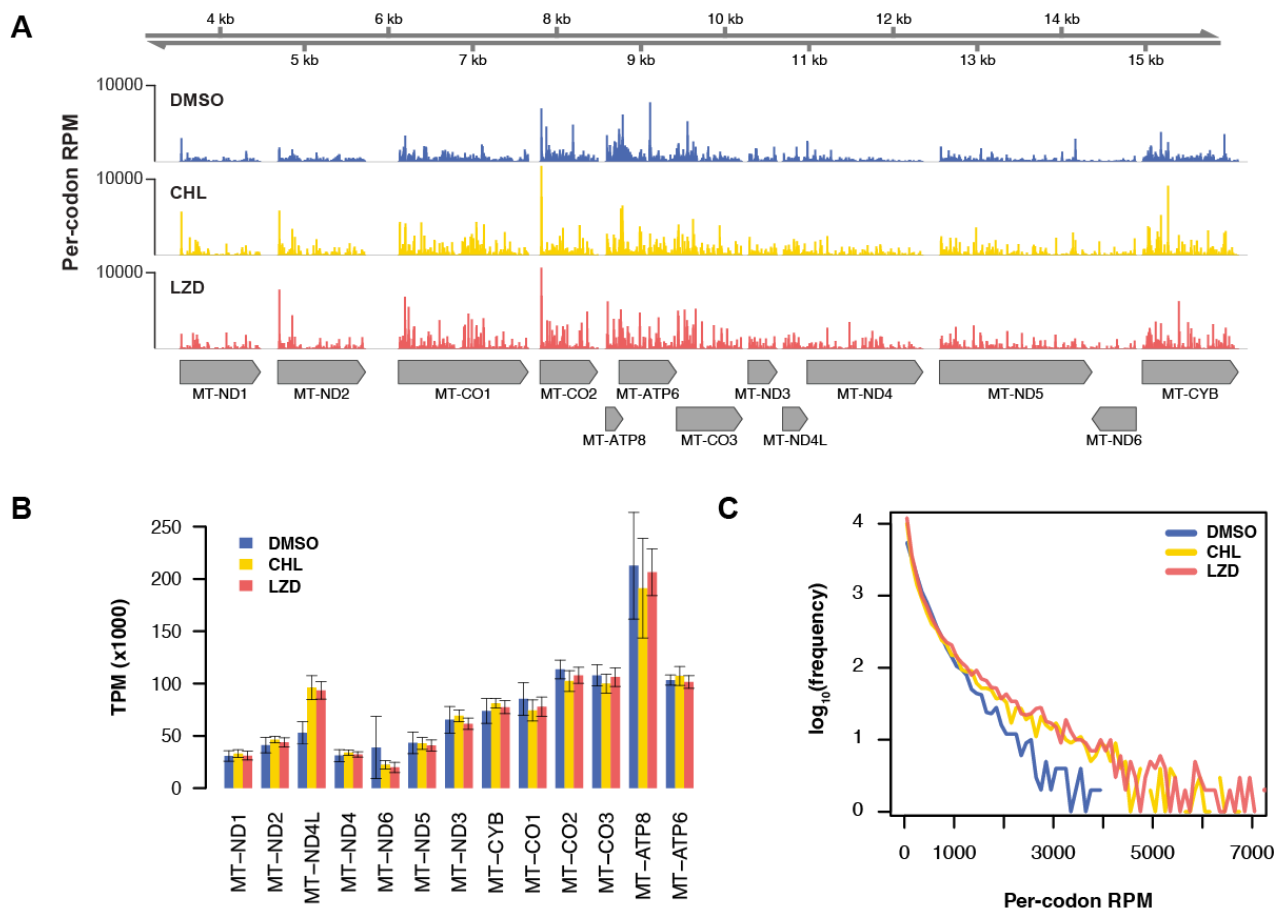 A
4 kb 6 kb 8 kb 10 kb 12 kb 14 kb
5 kb 7 kb 9 kb 11 kb 13 kb 15 kb
Per-codon RPM
10000
DMSO
10000
CHL
10000
LZD
MT-ND1 MT-ND2 MT-CO1 MT-CO2 MT-ATP6 MT-ND3 MT-ND4 MT-ND5 MT-CYB
MT-ATP8 MT-CO3 MT-ND4L MT-ND6
B
TPM (x1000)
250
200
150
100
50
0
DMSO
CHL
LZD
MT−ND1
MT−ND2
MT−ND4L
MT−ND4
MT−ND6
MT−ND5
MT−ND3
MT−CYB
MT−CO1
MT−CO2
MT−CO3
MT−ATP8
MT−ATP6
C
log10(frequency)
4
3
2
1
0
DMSO
CHL
LZD
0 1000 3000 5000 7000
Per-codon RPM